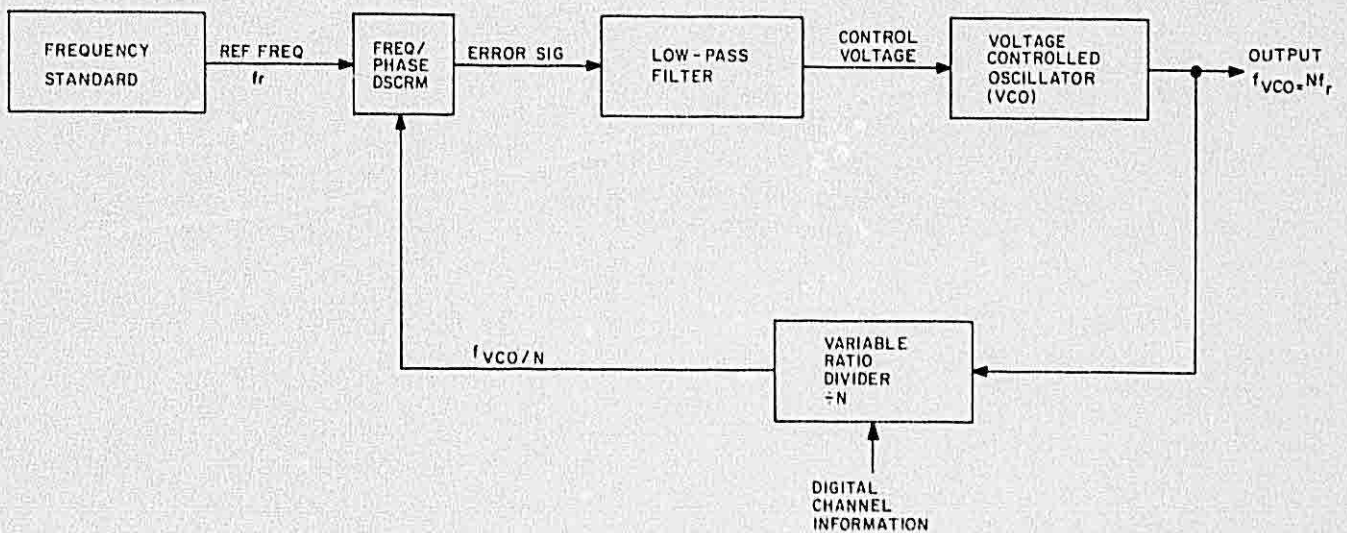 FREQUENCY
STANDARD
REF FREQ
fr
FREQ/
PHASE
DSCRM
ERROR SIG
LOW-PASS
FILTER
CONTROL
VOLTAGE
VOLTAGE
CONTROLLED
OSCILLATOR
(VCO)
OUTPUT
fVCO=Nfr
fVCO/N
VARIABLE
RATIO
DIVIDER
÷N
DIGITAL
CHANNEL
INFORMATION